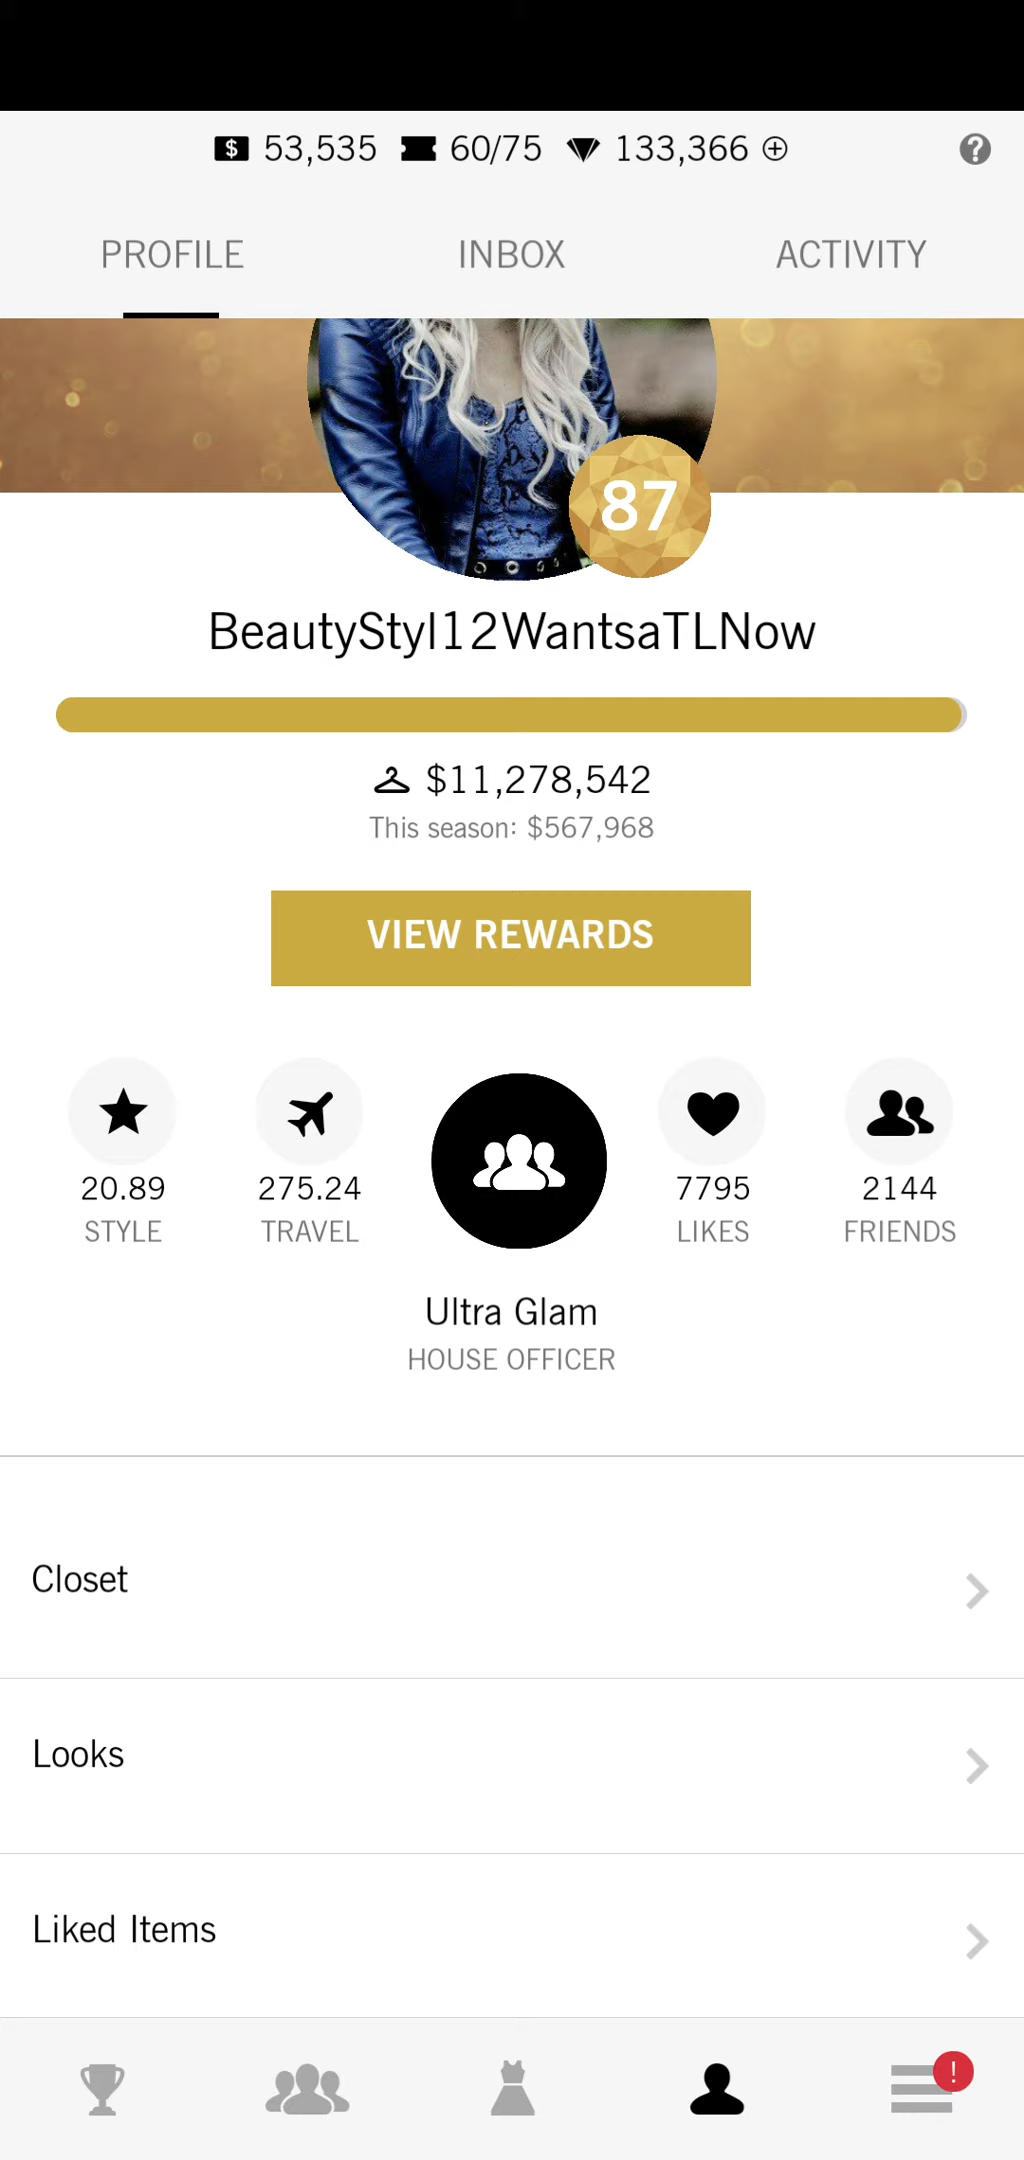 $ 53,535 60/75 133,366 ?
PROFILE INBOX ACTIVITY
87
BeautyStyl12WantsaTLNow
$11,278,542
This season: $567,968
VIEW REWARDS
20.89 275.24 7795 2144
STYLE TRAVEL LIKES FRIENDS
Ultra Glam
HOUSE OFFICER
Closet
Looks
Liked Items
!